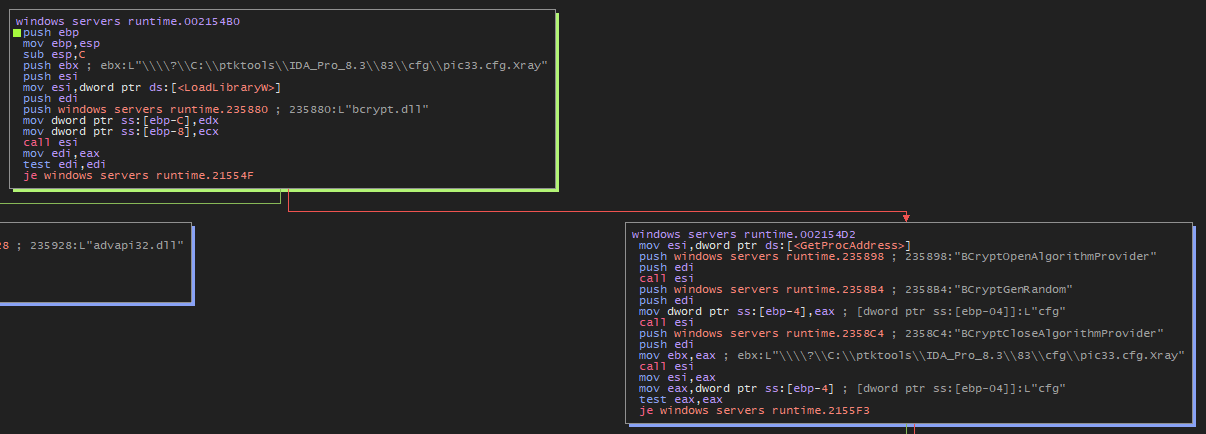 windows servers runtime.002154B0
push ebp
mov ebp,esp
sub esp,C
push ebx ; ebx:L"\\\\?\\C:\\ptktools\\IDA_Pro_8.3\\83\\cfg\\pic33.cfg.Xray"
push esi
mov esi,dword ptr ds:[<LoadLibraryW>]
push edi
push windows servers runtime.235880 ; 235880:L"bcrypt.dll"
mov dword ptr ss:[ebp-C],edx
mov dword ptr ss:[ebp-8],ecx
call esi
mov edi,eax
test edi,edi
je windows servers runtime.21554F
28 ; 235928:L"advapi32.dll"
windows servers runtime.002154D2
mov esi,dword ptr ds:[<GetProcAddress>]
push windows servers runtime.235898 ; 235898:"BCryptOpenAlgorithmProvider"
push edi
call esi
push windows servers runtime.2358B4 ; 2358B4:"BCryptGenRandom"
push edi
mov dword ptr ss:[ebp-4],eax ; [dword ptr ss:[ebp-04]]:L"cfg"
call esi
push windows servers runtime.2358C4 ; 2358C4:"BCryptCloseAlgorithmProvider"
push edi
mov ebx,eax ; ebx:L"\\\\?\\C:\\ptktools\\IDA_Pro_8.3\\83\\cfg\\pic33.cfg.Xray"
call esi
mov esi,eax
mov eax,dword ptr ss:[ebp-4] ; [dword ptr ss:[ebp-04]]:L"cfg"
test eax,eax
je windows servers runtime.2155F3